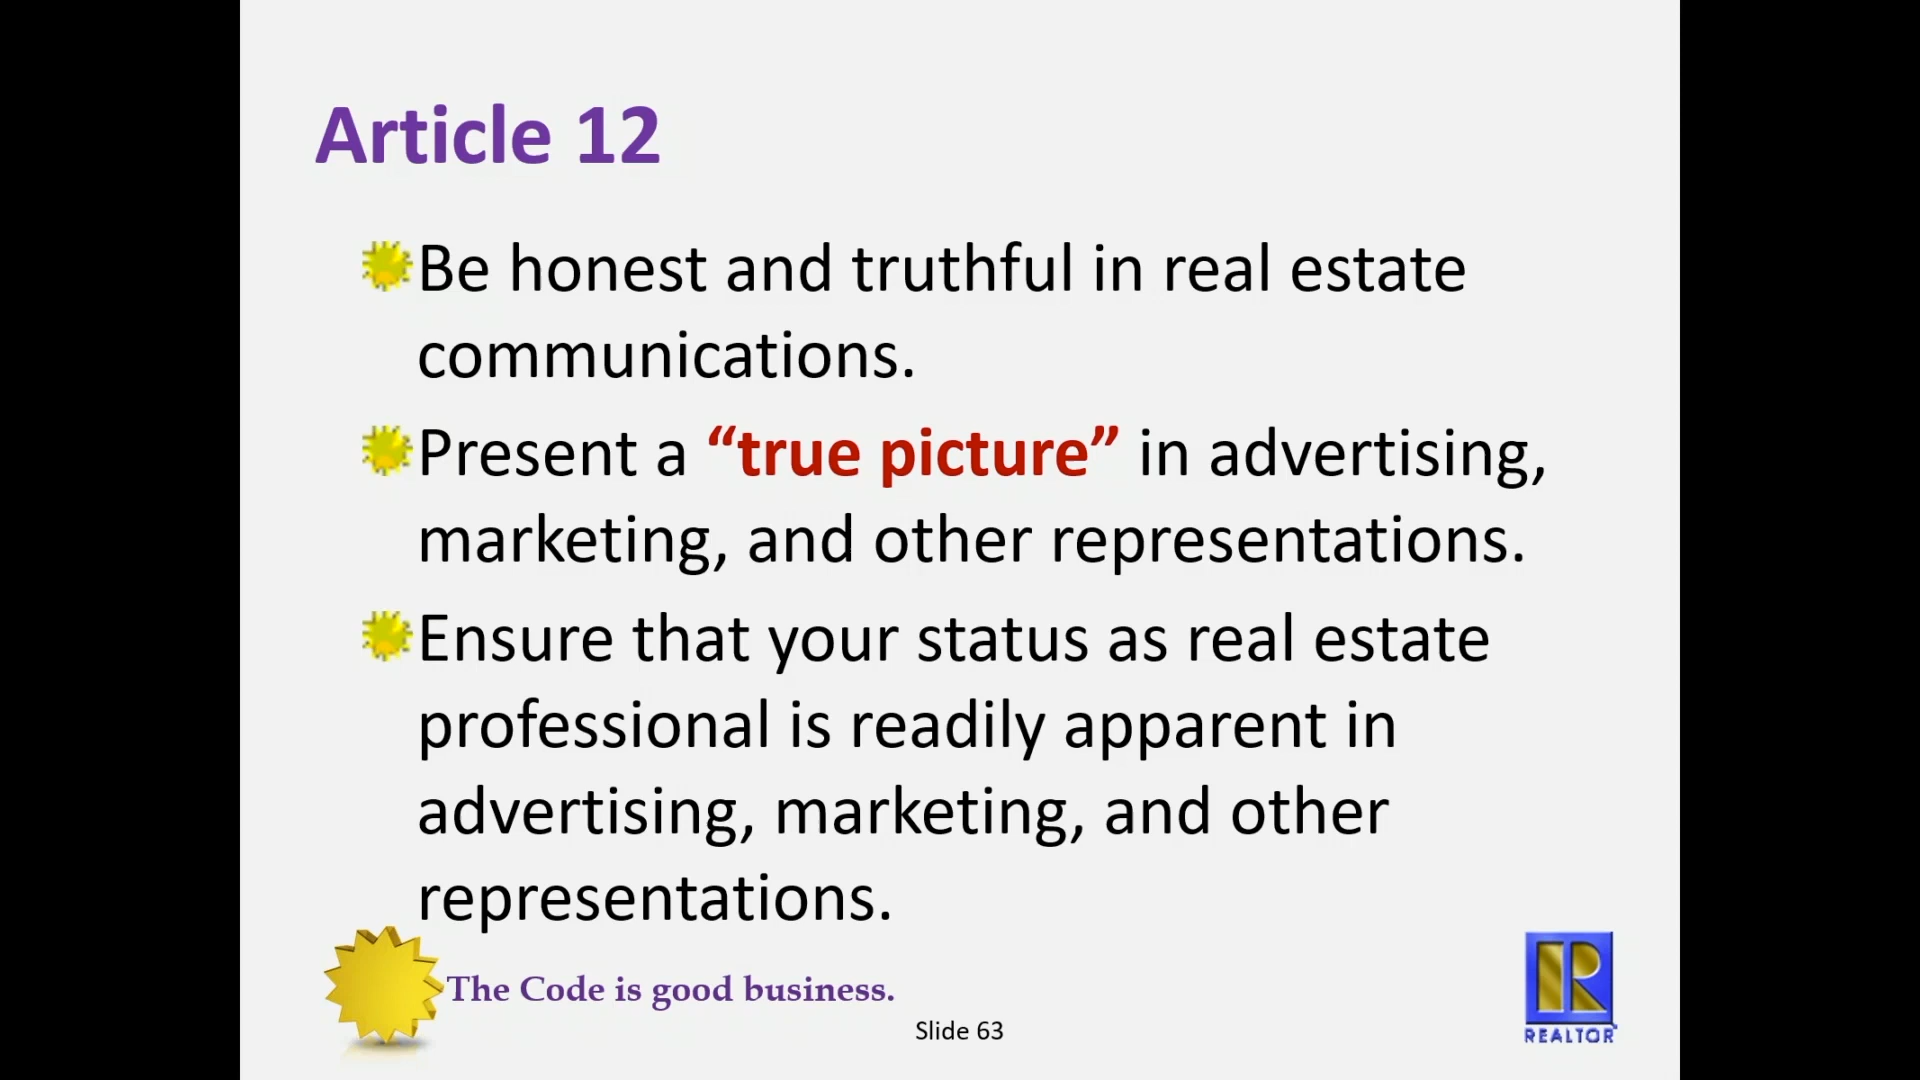 Article 12
Be honest and truthful in real estate
communications.
Present a “true picture” in advertising,
marketing, and other representations.
Ensure that your status as real estate
professional is readily apparent in
advertising, marketing, and other
representations.
The Code is good business.
Slide 63
R
REALTOR